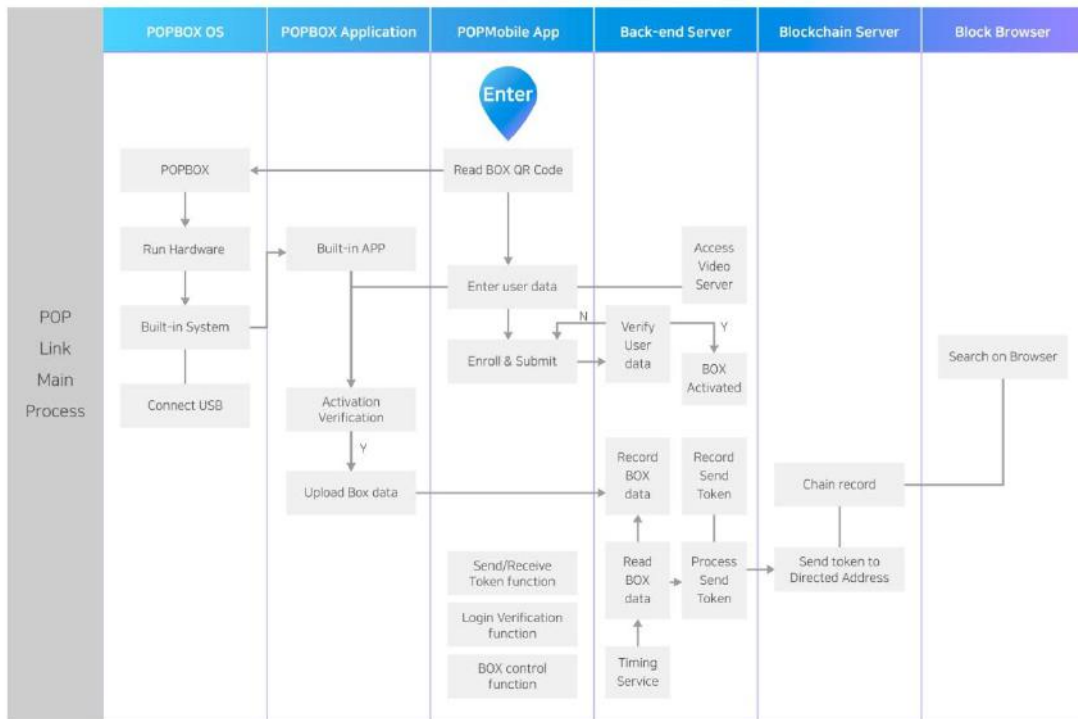 POPBOX OS
POPBOX Application
POPMobile App
Back-end Server
Blockchain Server
Block Browser
Enter
POPBOX
Read BOX QR Code
Run Hardware
Built-in APP
Access
Video
Server
Enter user data
POP
Link
Main
Process
Built-in System
N
Verify
User
data
Y
Enroll & Submit
BOX
Activated
Search on Browser
Connect USB
Activation
Verification
Y
Upload Box data
Record
BOX
data
Record
Send
Token
Chain record
Send/Receive
Token function
Read
BOX
data
Process
Send
Token
Send token to
Directed Address
Login Verification
function
BOX control
function
Timing
Service